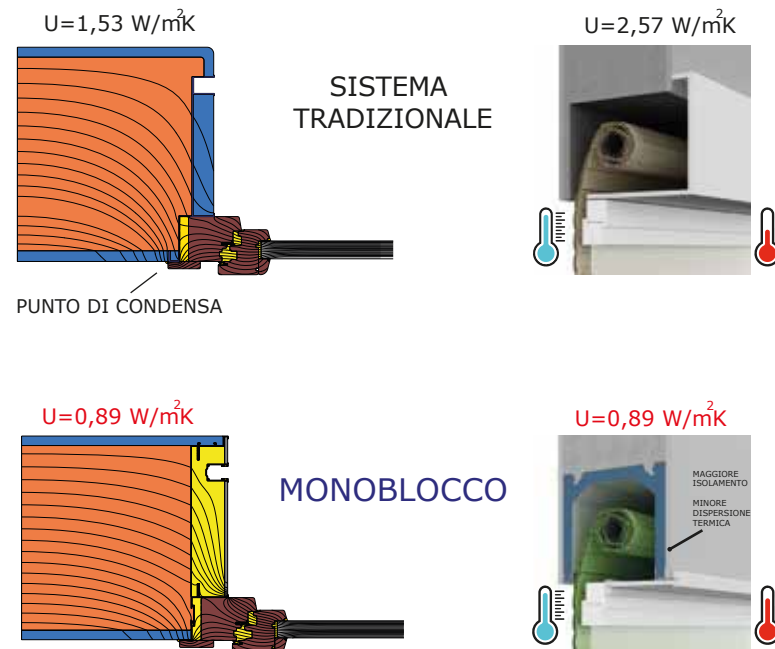 U=1,53 W/m²K
U=2,57 W/m²K
SISTEMA
TRADIZIONALE
PUNTO DI CONDENSA
U=0,89 W/m²K
U=0,89 W/m²K
MONOBLOCCO
MAGGIORE
ISOLAMENTO
MINORE
DISPERSIONE
TERMICA